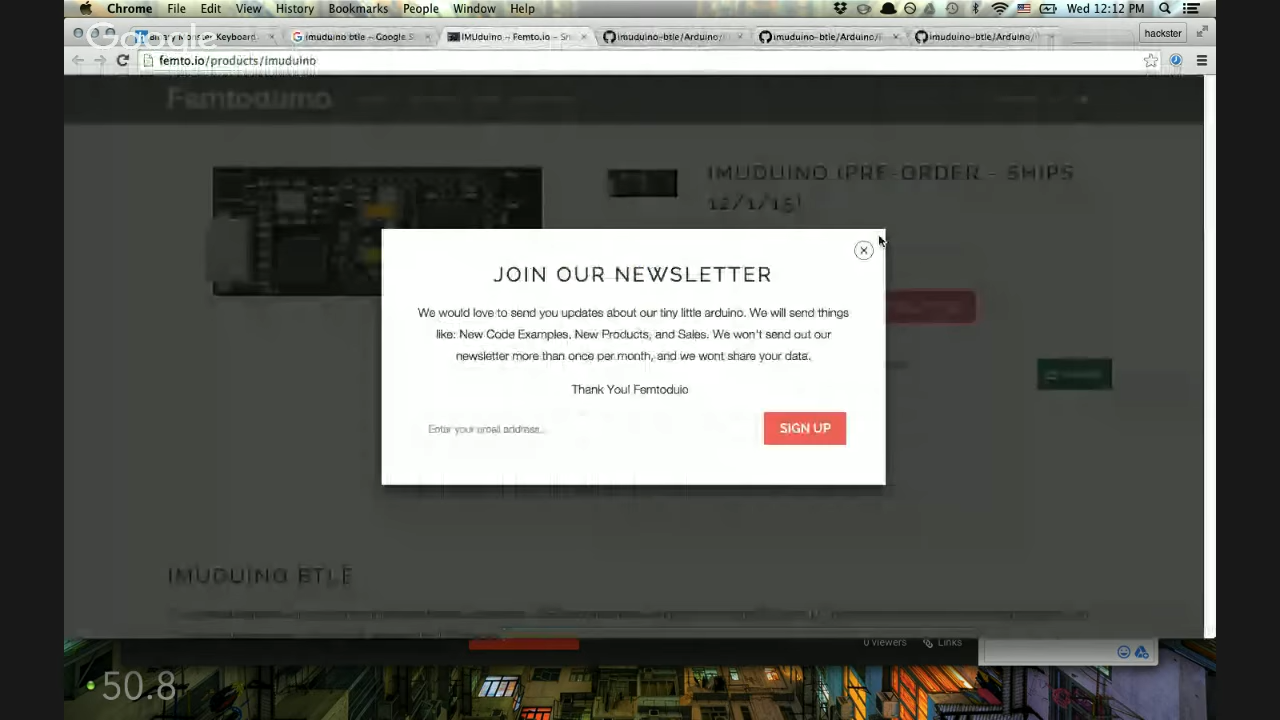 Chrome File Edit View History Bookmarks People Window Help Wed 12:12 PM
Google
Monster Keyboard imuduino btle - Google S IMUduino – Femto.io – Sh imuduino-btle/Arduino/ imuduino-btle/Arduino/F imuduino-btle/Arduino/ hackster
femto.io/products/imuduino
Femtoduino
IMUDUINO (PRE-ORDER - SHIPS
12/1/15)
JOIN OUR NEWSLETTER
We would love to send you updates about our tiny little arduino. We will send things
like: New Code Examples, New Products, and Sales. We won't send out our
newsletter more than once per month, and we wont share your data.
Thank You! Femtoduio
Enter your email address...
SIGN UP
IMUDUINO BTLE
0 viewers Links
50.8